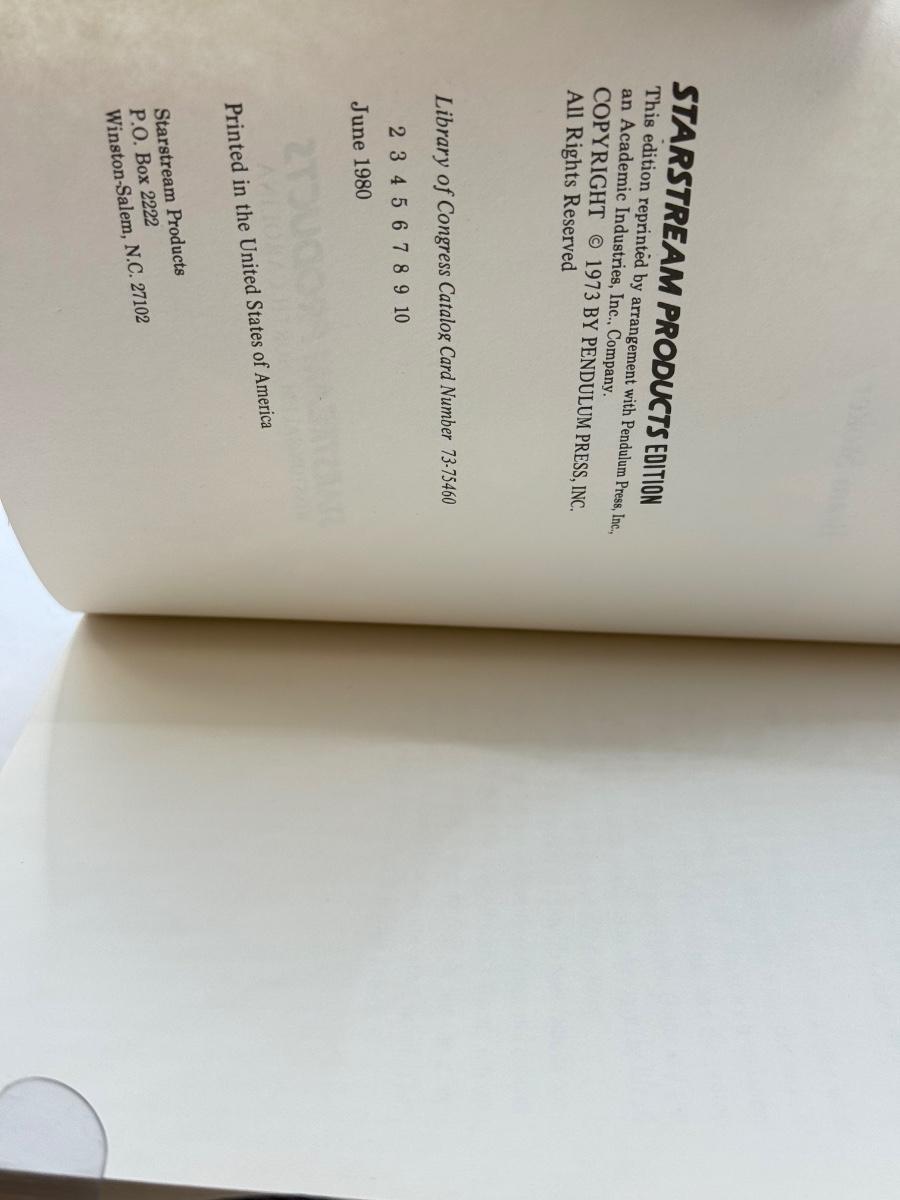 STARSTREAM PRODUCTS EDITION
This edition reprinted by arrangement with Pendulum Press, Inc.,
an Academic Industries, Inc., Company.
COPYRIGHT © 1973 BY PENDULUM PRESS, INC.
All Rights Reserved
Library of Congress Catalog Card Number 73-75460
2 3 4 5 6 7 8 9 10
June 1980
Printed in the United States of America
Starstream Products
P.O. Box 2222
Winston-Salem, N.C. 27102